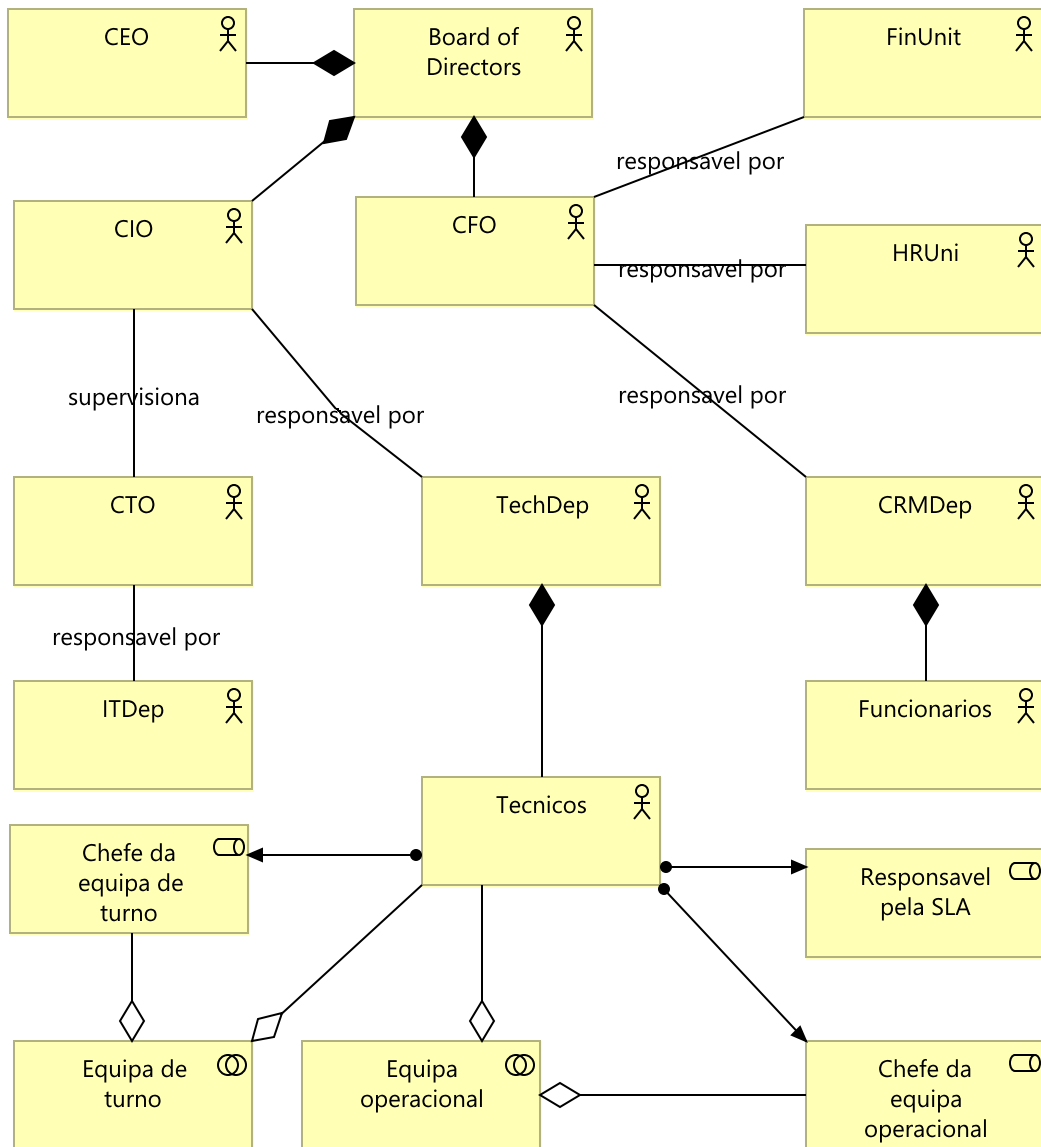 CEO
Board of
Directors
FinUnit
responsavel por
CIO
CFO
HRUni
responsavel por
supervisiona
responsavel por
responsavel por
CTO
TechDep
CRMDep
responsavel por
ITDep
Funcionarios
Tecnicos
Chefe da
equipa de
turno
Responsavel
pela SLA
Equipa de
turno
Equipa
operacional
Chefe da
equipa
operacional